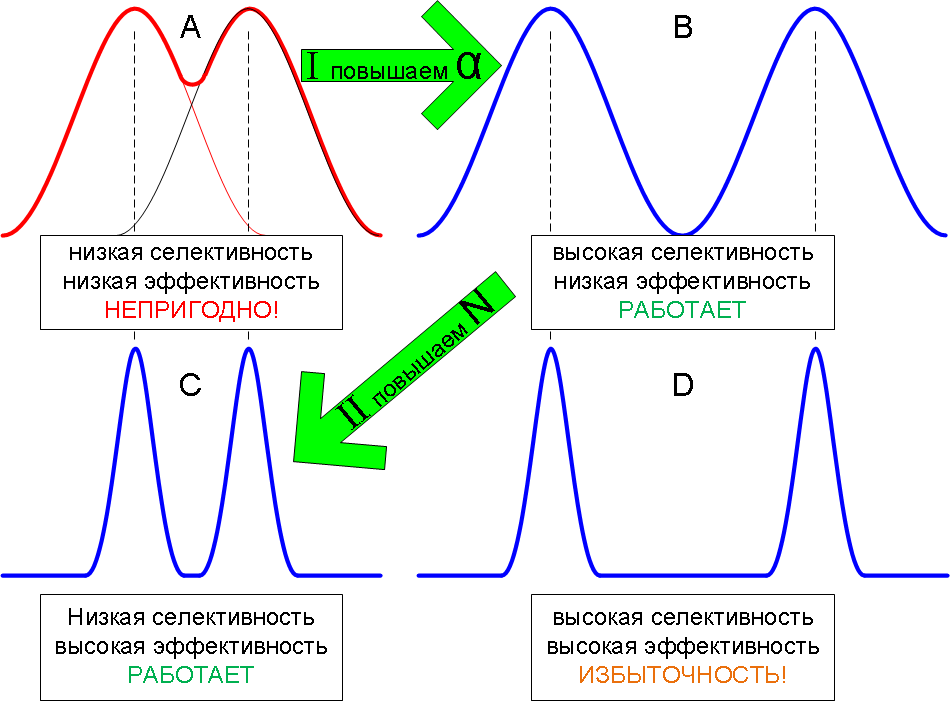 A
I повышаем α
B
низкая селективность
низкая эффективность
НЕПРИГОДНО!
высокая селективность
низкая эффективность
РАБОТАЕТ
II повышаем N
C
D
Низкая селективность
высокая эффективность
РАБОТАЕТ
высокая селективность
высокая эффективность
ИЗБЫТОЧНОСТЬ!